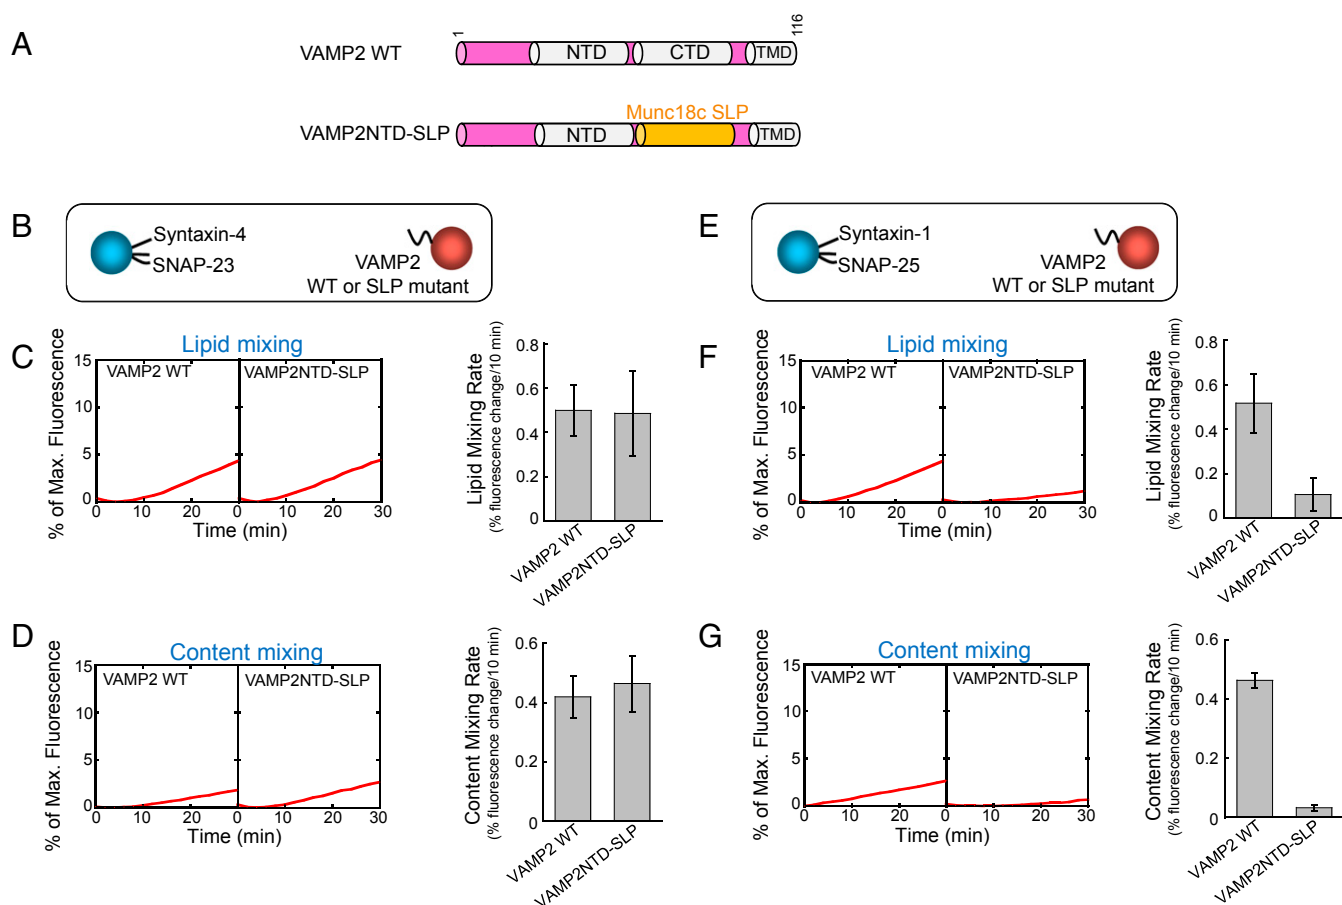 A
1
116
VAMP2 WT
NTD
CTD
TMD
Munc18c SLP
VAMP2NTD-SLP
NTD
TMD
B
Syntaxin-4
SNAP-23
VAMP2
WT or SLP mutant
E
Syntaxin-1
SNAP-25
VAMP2
WT or SLP mutant
C
Lipid mixing
% of Max. Fluorescence
15
10
5
0
VAMP2 WT
VAMP2NTD-SLP
0 10 20 0 10 20 30
Time (min)
Lipid Mixing Rate
(% fluorescence change/10 min)
0.8
0.6
0.4
0.2
0
VAMP2 WT
VAMP2NTD-SLP
F
Lipid mixing
% of Max. Fluorescence
15
10
5
0
VAMP2 WT
VAMP2NTD-SLP
0 10 20 0 10 20 30
Time (min)
Lipid Mixing Rate
(% fluorescence change/10 min)
0.8
0.6
0.4
0.2
0
VAMP2 WT
VAMP2NTD-SLP
D
Content mixing
% of Max. Fluorescence
15
10
5
0
VAMP2 WT
VAMP2NTD-SLP
0 10 20 0 10 20 30
Time (min)
Content Mixing Rate
(% fluorescence change/10 min)
0.6
0.4
0.2
0
VAMP2 WT
VAMP2NTD-SLP
G
Content mixing
% of Max. Fluorescence
15
10
5
0
VAMP2 WT
VAMP2NTD-SLP
0 10 20 0 10 20 30
Time (min)
Content Mixing Rate
(% fluorescence change/10 min)
0.6
0.4
0.2
0
VAMP2 WT
VAMP2NTD-SLP